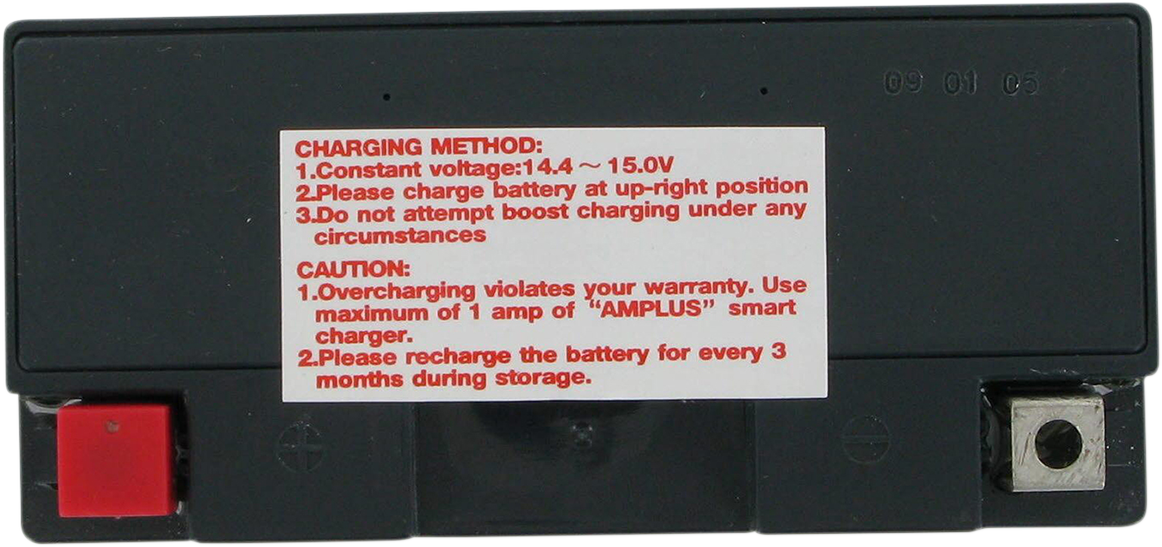 09 01 05
CHARGING METHOD:
1.Constant voltage:14.4 ~ 15.0V
2.Please charge battery at up-right position
3.Do not attempt boost charging under any
circumstances
CAUTION:
1.Overcharging violates your warranty. Use
maximum of 1 amp of “AMPLUS” smart
charger.
2.Please recharge the battery for every 3
months during storage.